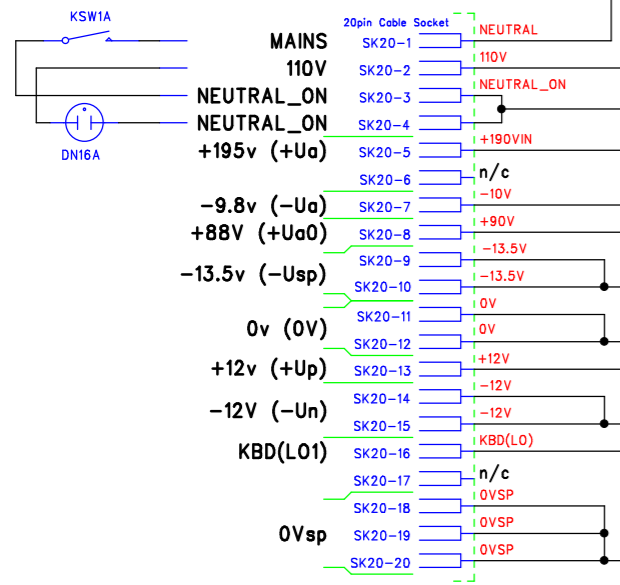 KSW1A
20pin Cable Socket
MAINS SK20-1 NEUTRAL
110V SK20-2 110V
NEUTRAL_ON SK20-3 NEUTRAL_ON
NEUTRAL_ON SK20-4
DN16A
+195v (+Ua) SK20-5 +190VIN
SK20-6 n/c
-9.8v (-Ua) SK20-7 -10V
+88V (+Ua0) SK20-8 +90V
SK20-9 -13.5V
-13.5v (-Usp)
SK20-10 -13.5V
SK20-11 0V
0v (0V)
SK20-12 0V
+12v (+Up) SK20-13 +12V
SK20-14 -12V
-12V (-Un)
SK20-15 -12V
KBD(L01) SK20-16 KBD(L0)
SK20-17 n/c
SK20-18 0VSP
0Vsp SK20-19 0VSP
SK20-20 0VSP